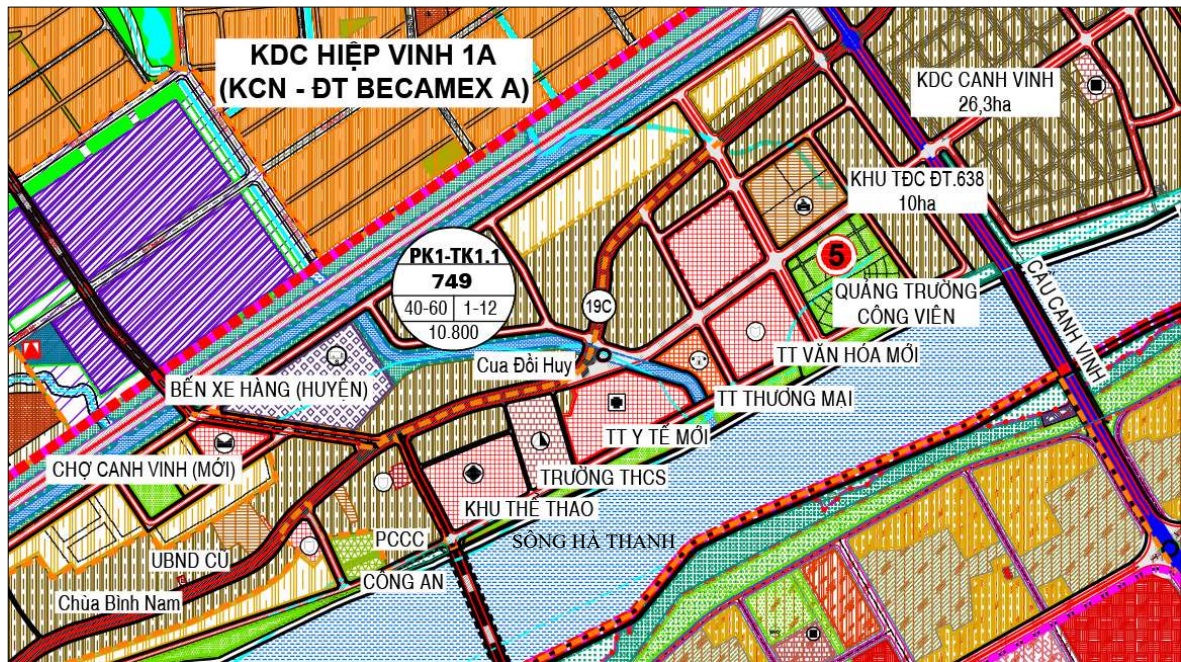 KDC HIỆP VINH 1A
(KCN - ĐT BECAMEX A)
KDC CANH VINH
26,3ha
KHU TĐC ĐT.638
10ha
PK1-TK1.1
749
40-60 1-12
10.800
19C
5
QUẢNG TRƯỜNG
CÔNG VIÊN
CẦU CANH VINH
Cua Đồi Huy
TT VĂN HÓA MỚI
BẾN XE HÀNG (HUYỆN)
TT THƯƠNG MẠI
TT Y TẾ MỚI
CHỢ CANH VINH (MỚI)
TRƯỜNG THCS
KHU THỂ THAO
PCCC
SÔNG HÀ THANH
UBND CŨ
CÔNG AN
Chùa Bình Nam